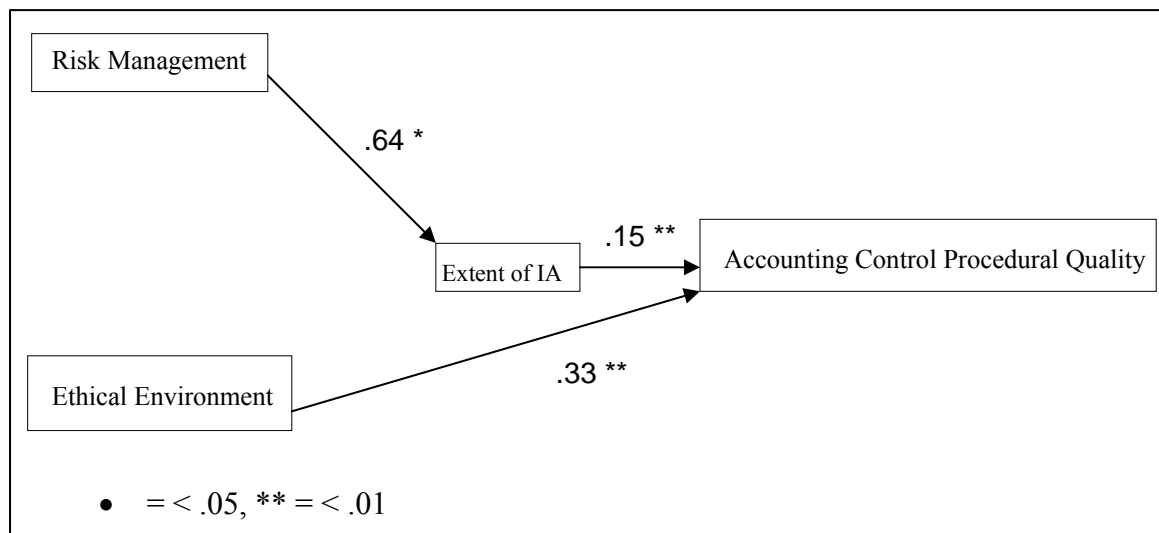 Risk Management
.64 *
.15 **
Extent of IA
Accounting Control Procedural Quality
.33 **
Ethical Environment
• = < .05, ** = < .01